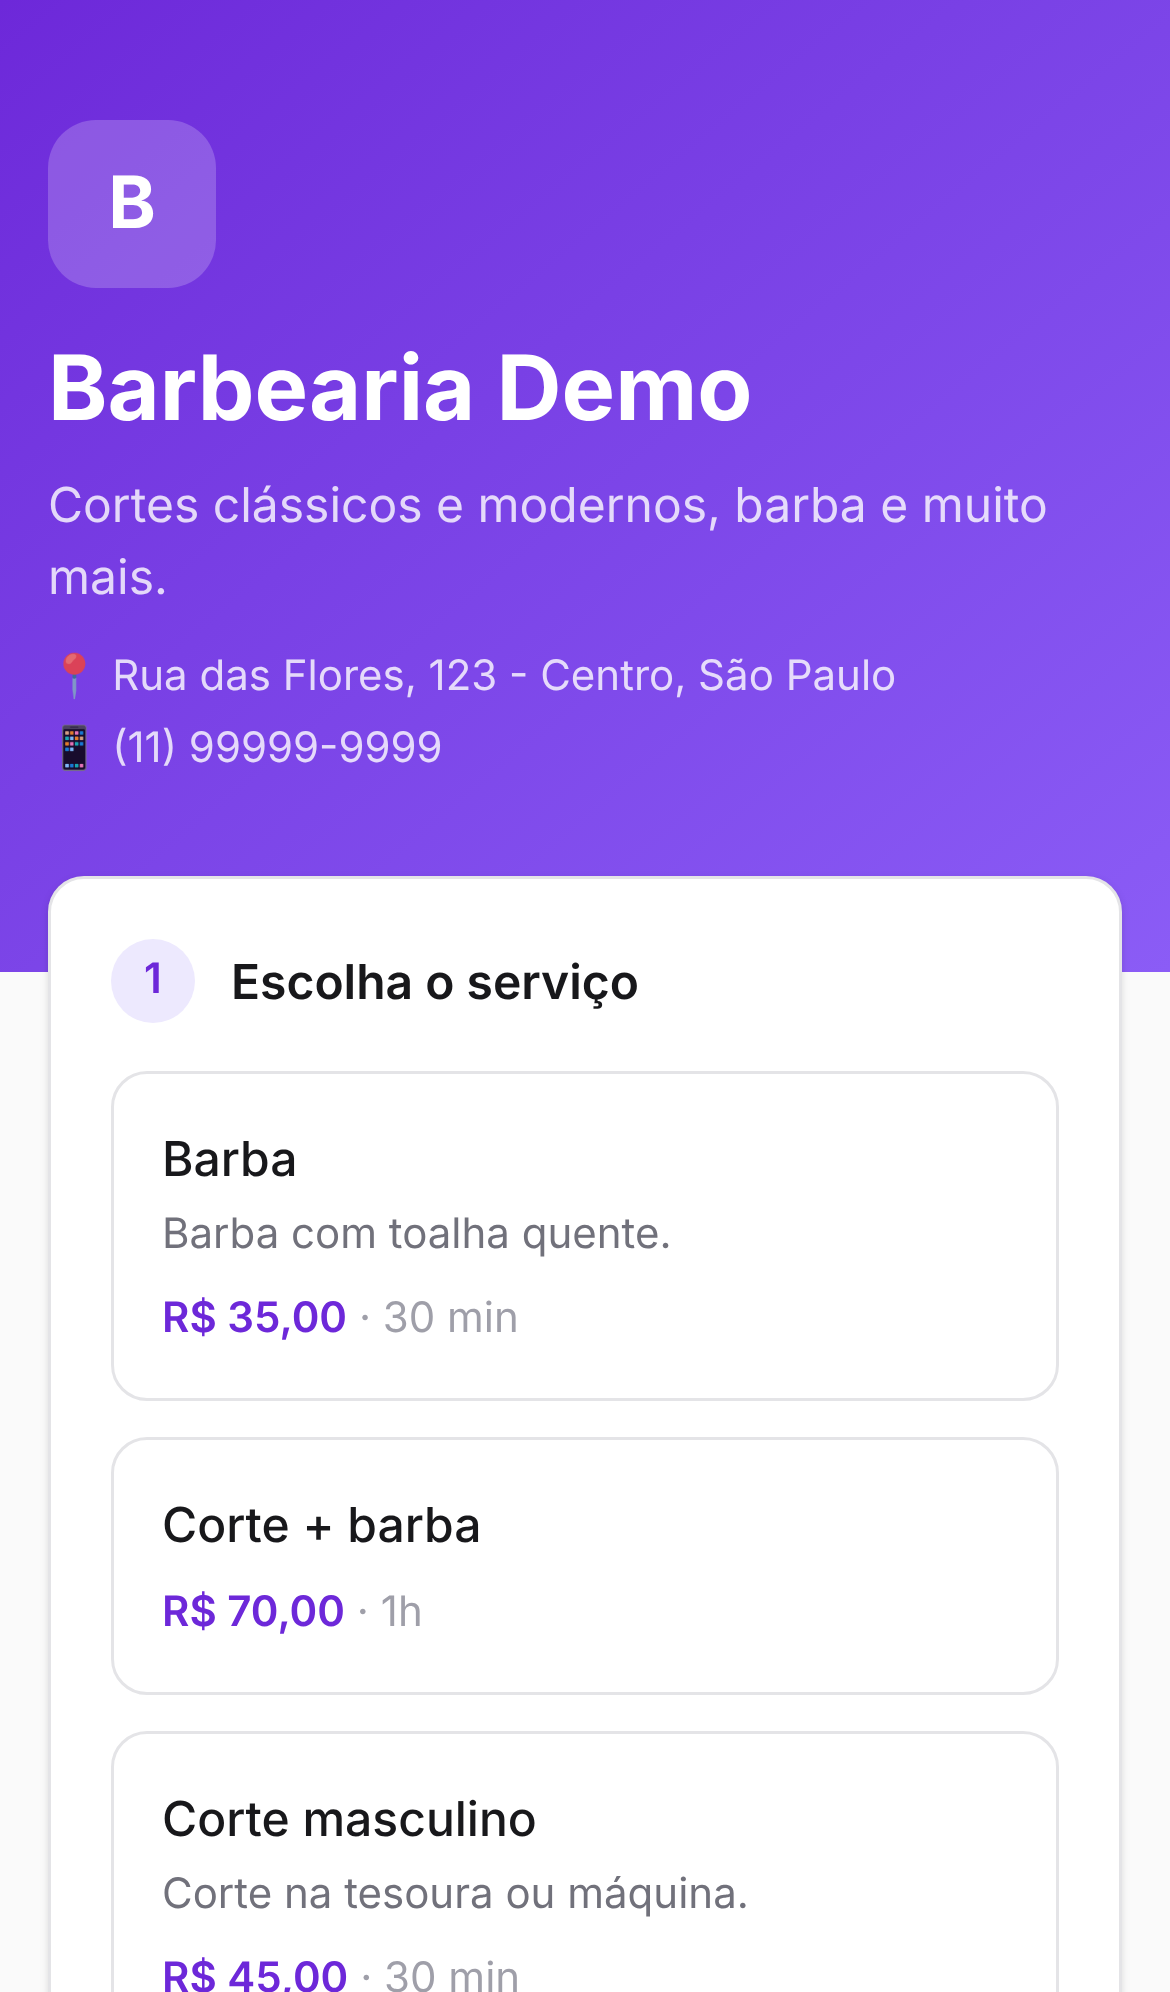 B
Barbearia Demo
Cortes clássicos e modernos, barba e muito
mais.
📍 Rua das Flores, 123 - Centro, São Paulo
📱 (11) 99999-9999
1 Escolha o serviço
Barba
Barba com toalha quente.
R$ 35,00 · 30 min
Corte + barba
R$ 70,00 · 1h
Corte masculino
Corte na tesoura ou máquina.
R$ 45,00 · 30 min